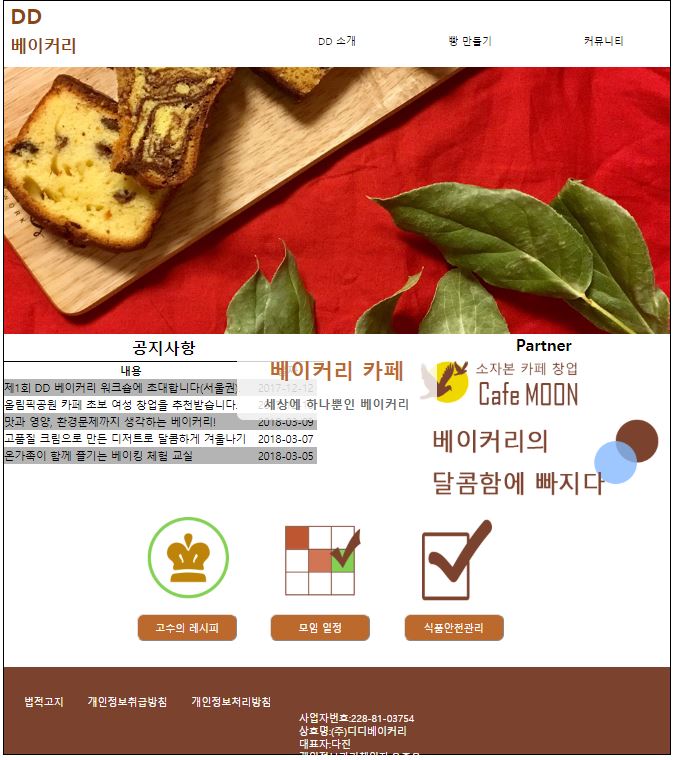 DD
베이커리
DD 소개
빵 만들기
커뮤니티
공지사항
내용
제1회 DD 베이커리 워크숍에 초대합니다(서울권)
2017-12-12
올림픽공원 카페 초보 여성 창업을 추천받습니다.
맛과 영양, 환경문제까지 생각하는 베이커리!
2018-03-09
고품질 크림으로 만든 디저트로 달콤하게 겨울나기
2018-03-07
온가족이 함께 즐기는 베이킹 체험 교실
2018-03-05
베이커리 카페
세상에 하나뿐인 베이커리
Partner
소자본 카페 창업
Cafe MOON
베이커리의
달콤함에 빠지다
고수의 레시피
모임 일정
식품안전관리
법적고지
개인정보취급방침
개인정보처리방침
사업자번호:228-81-03754
상호명:(주)디디베이커리
대표자:다진